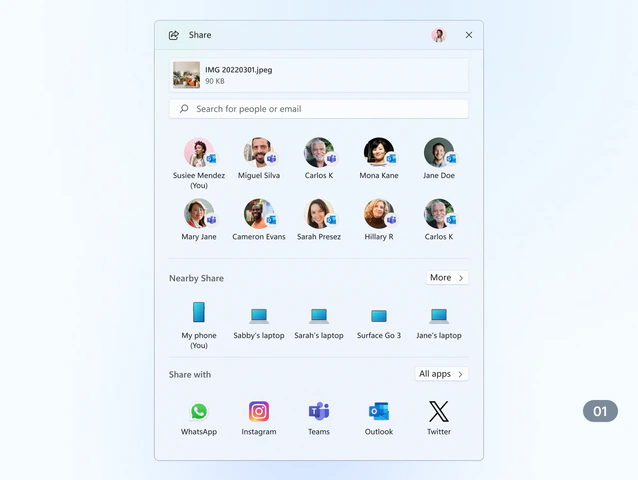 Share
IMG 20220301.jpeg
90 KB
Search for people or email
Susiee Mendez
(You)
Miguel Silva
Carlos K
Mona Kane
Jane Doe
Mary Jane
Cameron Evans
Sarah Presez
Hillary R
Carlos K
Nearby Share
More
My phone
(You)
Sabby's laptop
Sarah's laptop
Surface Go 3
Jane's laptop
Share with
All apps
WhatsApp
Instagram
Teams
Outlook
Twitter
01